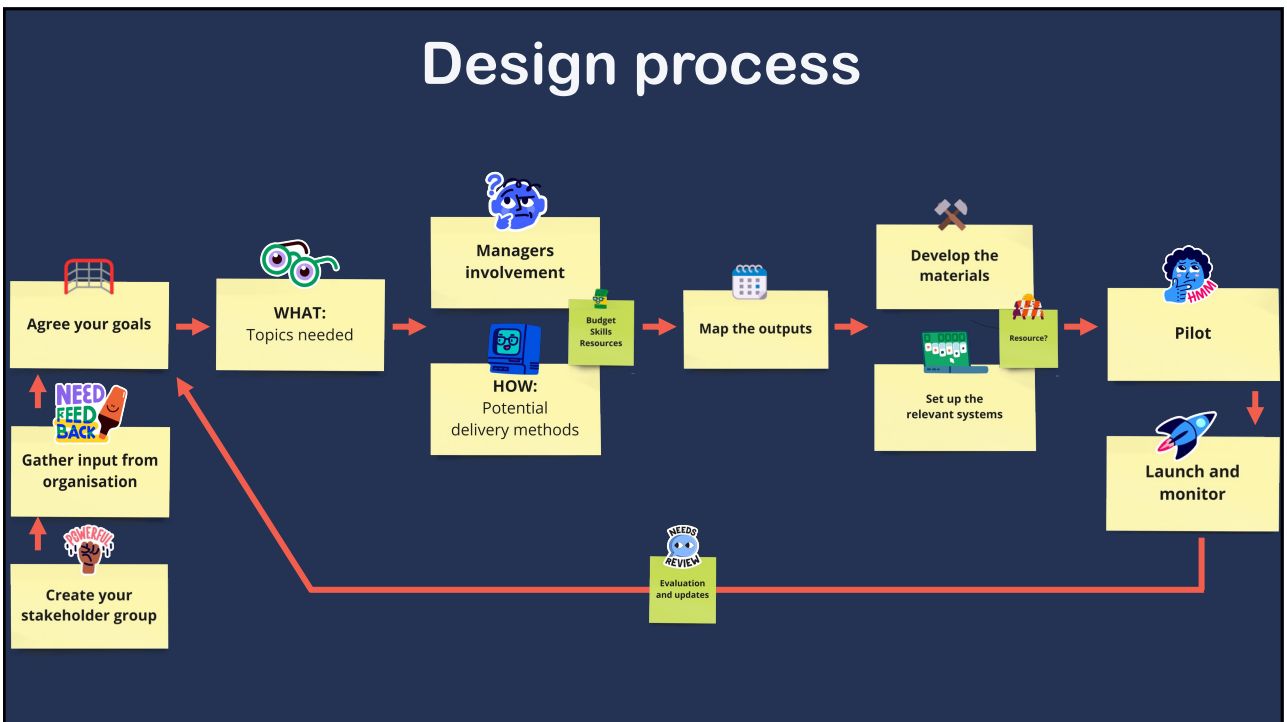 Design process
Agree your goals
NEED
FEED
BACK
Gather input from
organisation
POWERFUL
Create your
stakeholder group
WHAT:
Topics needed
?
Managers
involvement
Budget
Skills
Resources
HOW:
Potential
delivery methods
Map the outputs
Develop the
materials
Resource?
Set up the
relevant systems
HMM
Pilot
Launch and
monitor
NEEDS
REVIEW
Evaluation
and updates